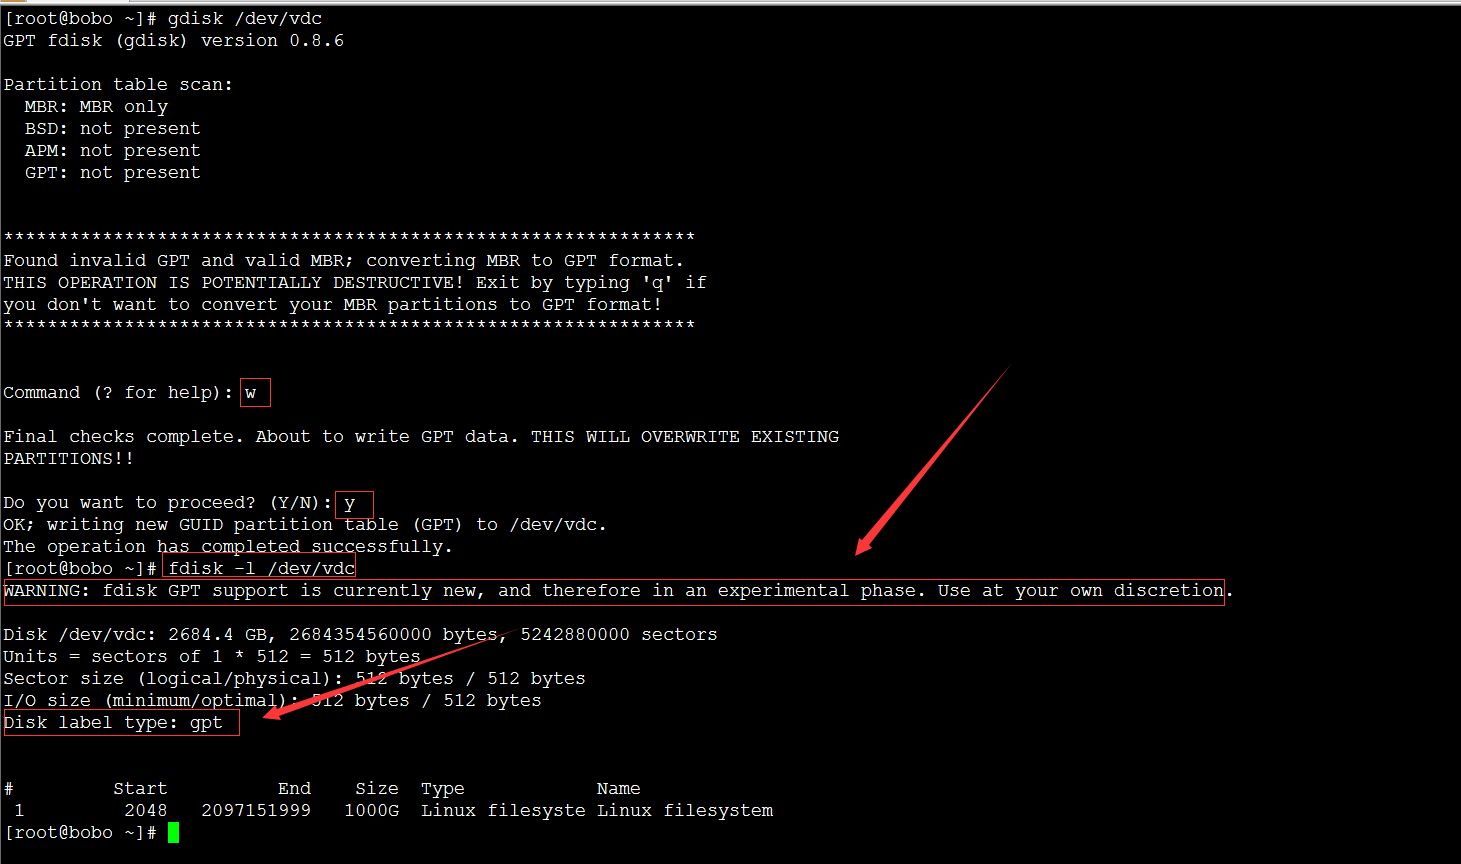 [root@bobo ~]# gdisk /dev/vdc
GPT fdisk (gdisk) version 0.8.6
Partition table scan:
MBR: MBR only
BSD: not present
APM: not present
GPT: not present
***************************************************************
Found invalid GPT and valid MBR; converting MBR to GPT format.
THIS OPERATION IS POTENTIALLY DESTRUCTIVE! Exit by typing 'q' if
you don't want to convert your MBR partitions to GPT format!
***************************************************************
Command (? for help): w
Final checks complete. About to write GPT data. THIS WILL OVERWRITE EXISTING
PARTITIONS!!
Do you want to proceed? (Y/N): y
OK; writing new GUID partition table (GPT) to /dev/vdc.
The operation has completed successfully.
[root@bobo ~]# fdisk -l /dev/vdc
WARNING: fdisk GPT support is currently new, and therefore in an experimental phase. Use at your own discretion.
Disk /dev/vdc: 2684.4 GB, 2684354560000 bytes, 5242880000 sectors
Units = sectors of 1 * 512 = 512 bytes
Sector size (logical/physical): 512 bytes / 512 bytes
I/O size (minimum/optimal): 512 bytes / 512 bytes
Disk label type: gpt
# Start End Size Type Name
1 2048 2097151999 1000G Linux filesyste Linux filesystem
[root@bobo ~]#